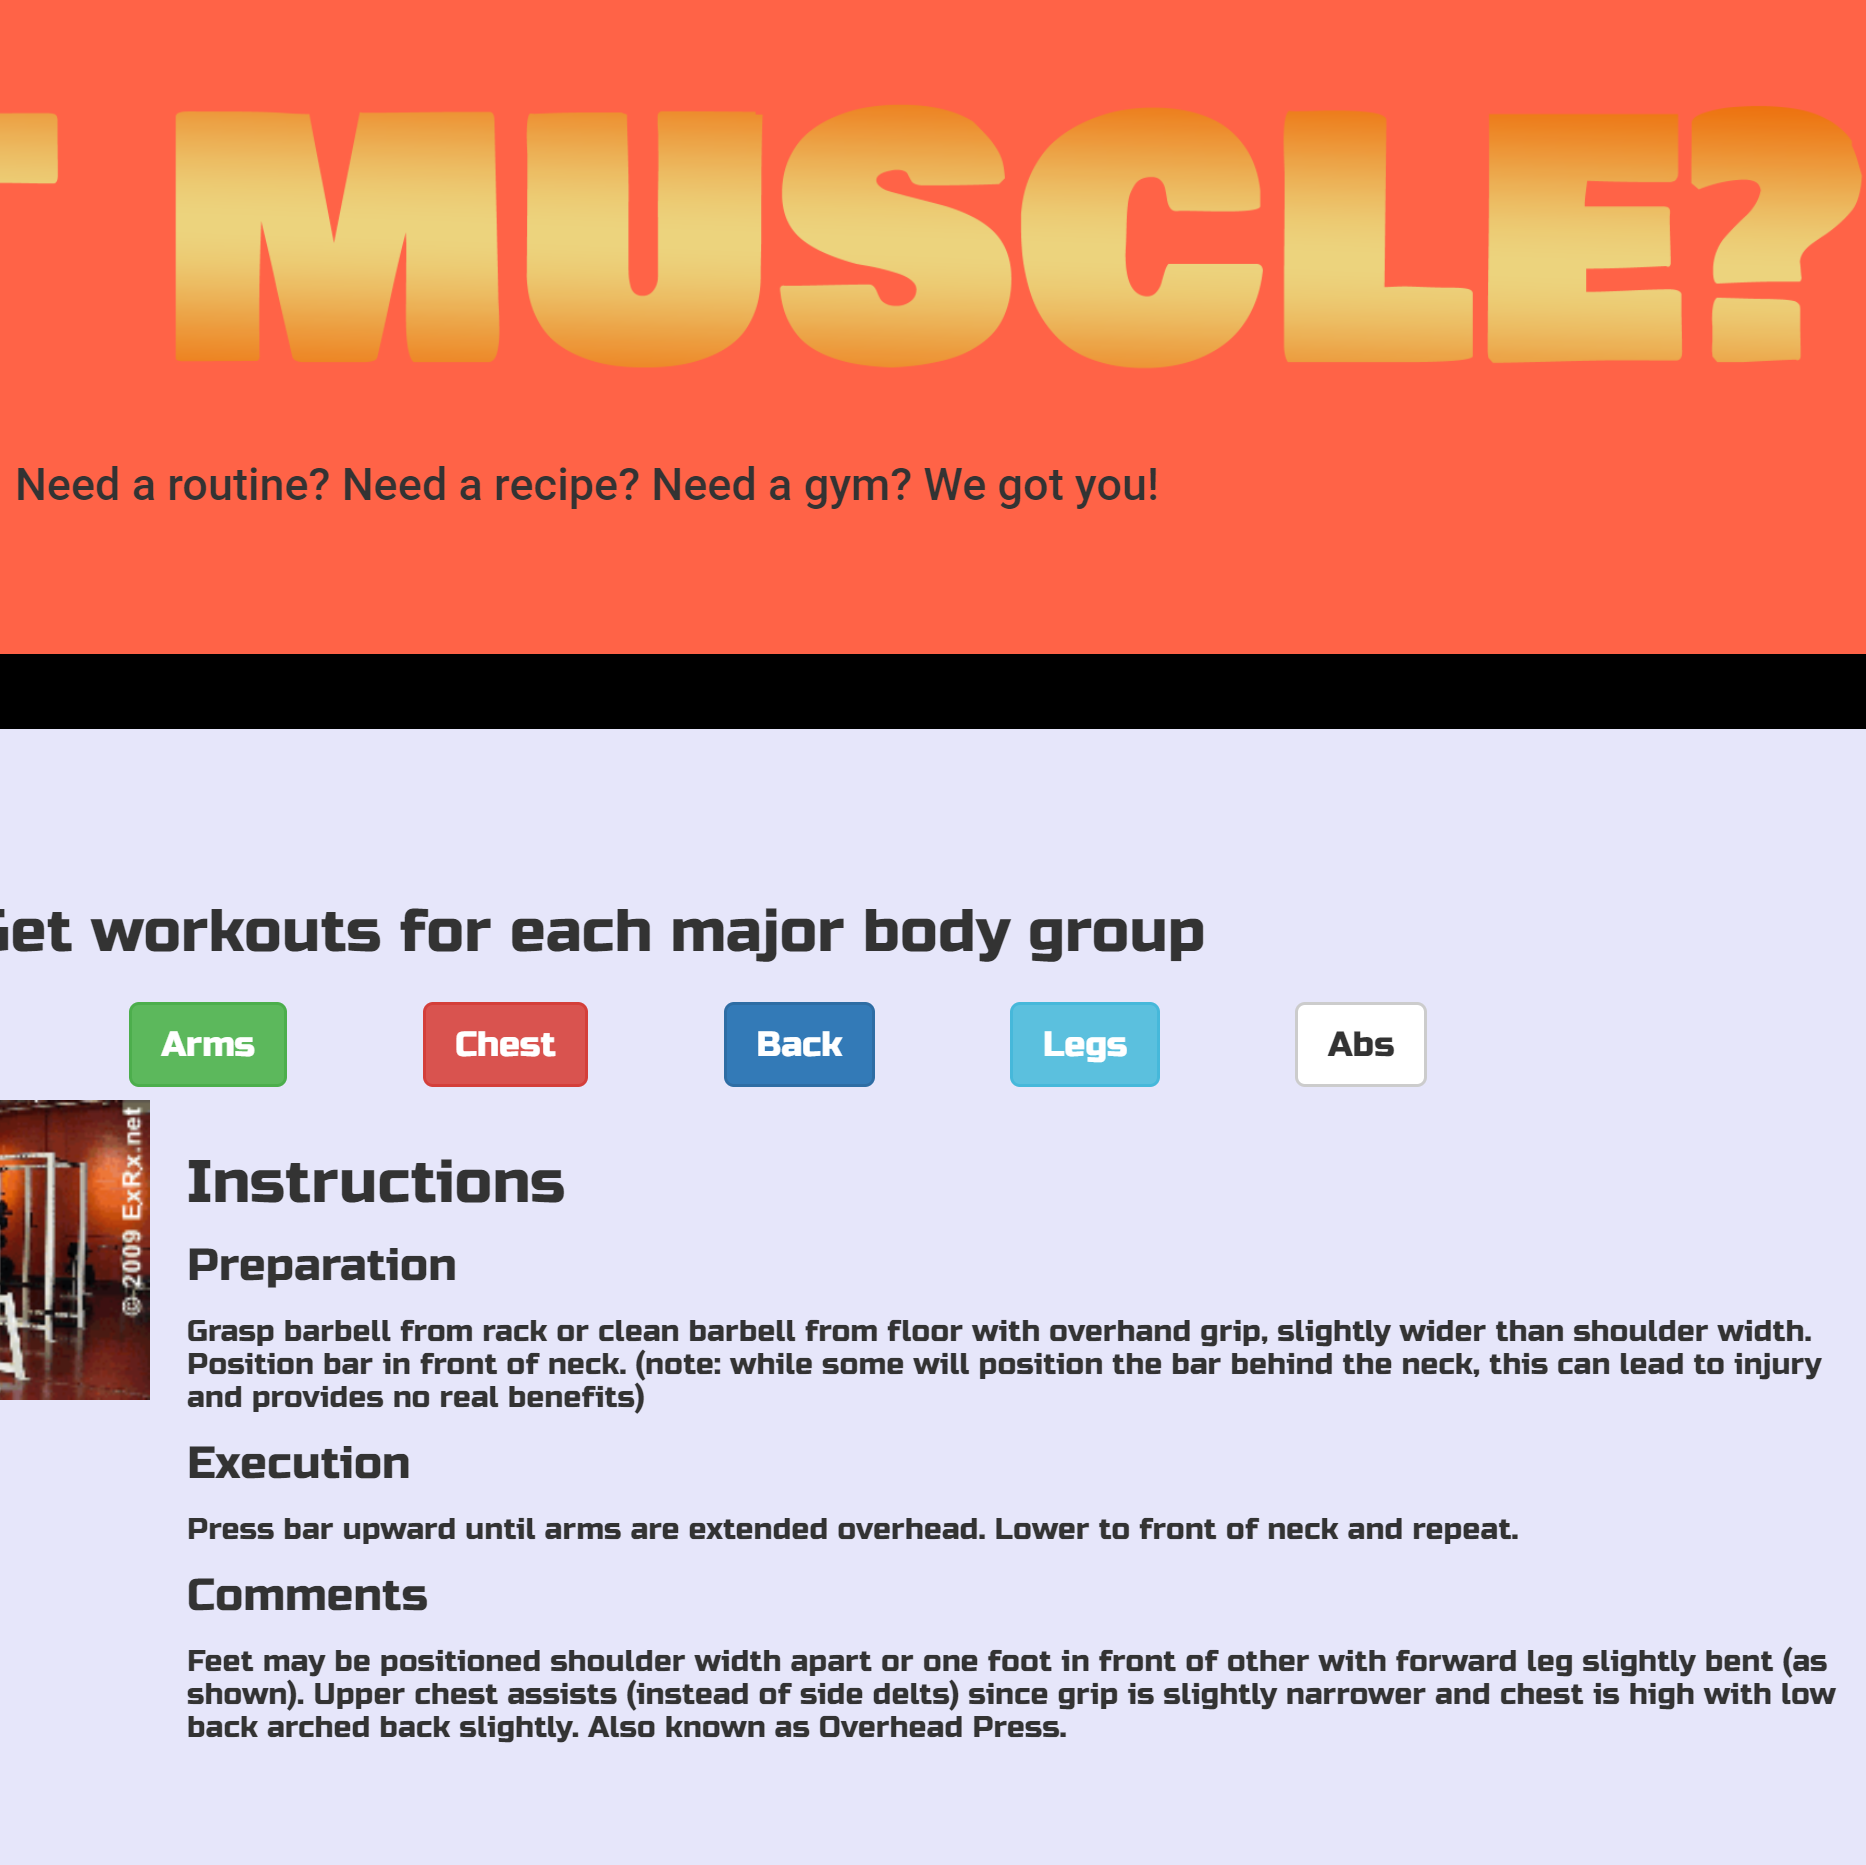 MUSCLE?
Need a routine? Need a recipe? Need a gym? We got you!
Get workouts for each major body group
Arms
Chest
Back
Legs
Abs
© 2009 ExRx.net
Instructions
Preparation
Grasp barbell from rack or clean barbell from floor with overhand grip, slightly wider than shoulder width.
Position bar in front of neck. (note: while some will position the bar behind the neck, this can lead to injury
and provides no real benefits)
Execution
Press bar upward until arms are extended overhead. Lower to front of neck and repeat.
Comments
Feet may be positioned shoulder width apart or one foot in front of other with forward leg slightly bent (as
shown). Upper chest assists (instead of side delts) since grip is slightly narrower and chest is high with low
back arched back slightly. Also known as Overhead Press.